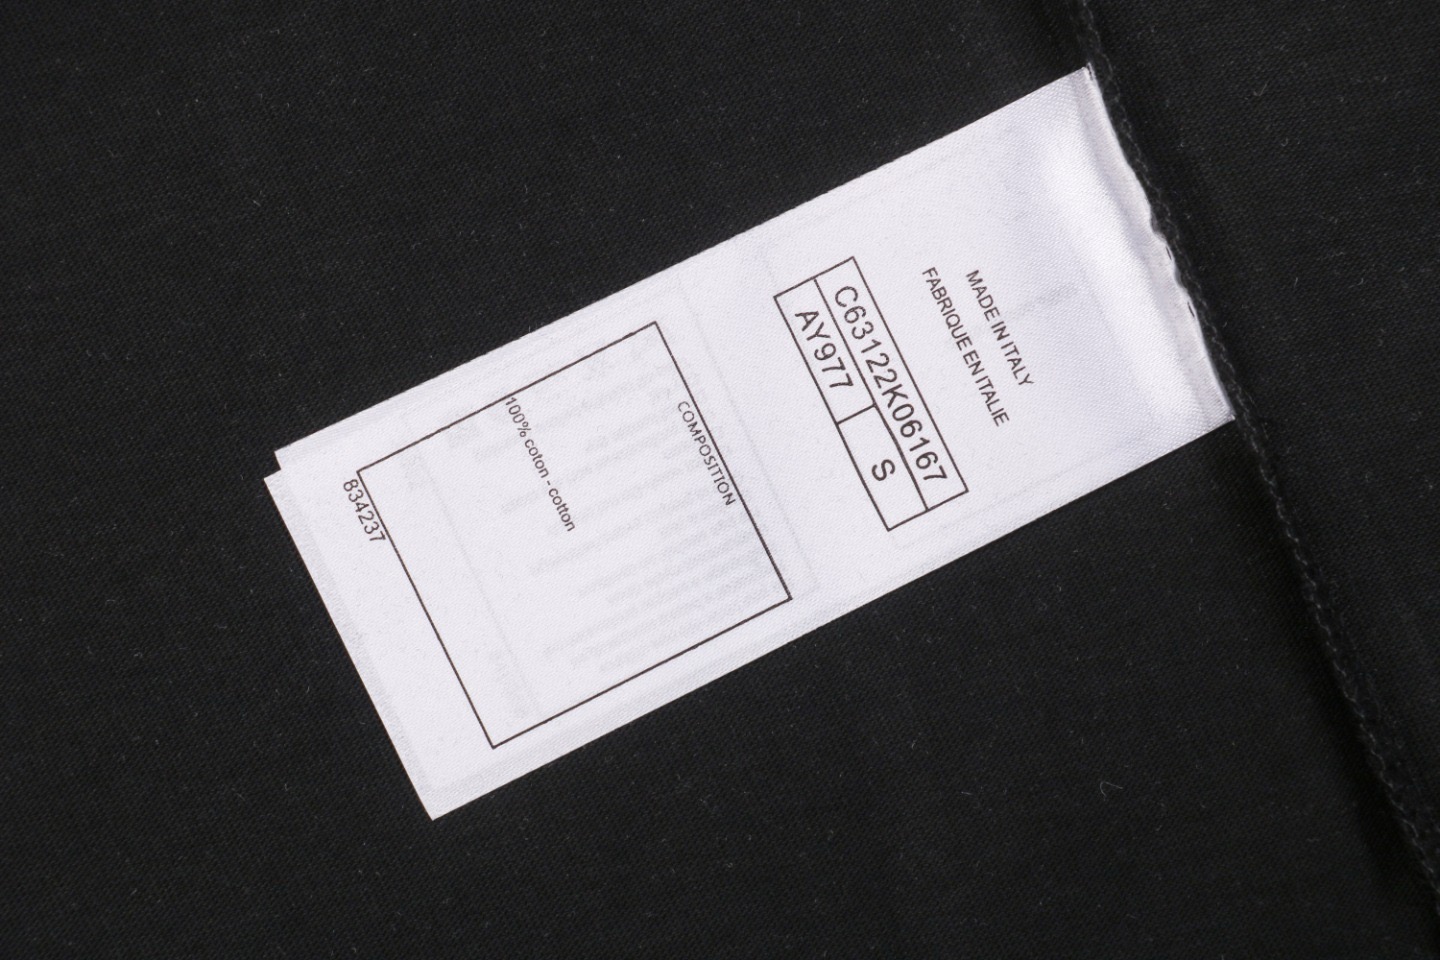 MADE IN ITALY
FABRIQUE EN ITALIE
C63122K06167
AY977 S
COMPOSITION
100% coton - cotton
834237